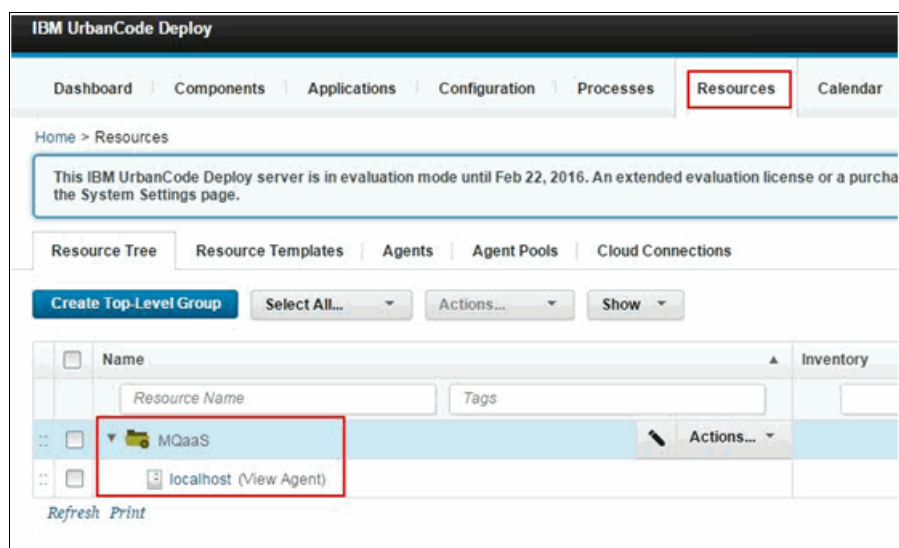 IBM UrbanCode Deploy
Dashboard Components Applications Configuration Processes Resources Calendar
Home > Resources
This IBM UrbanCode Deploy server is in evaluation mode until Feb 22, 2016. An extended evaluation license or a purcha
the System Settings page.
Resource Tree Resource Templates Agents Agent Pools Cloud Connections
Create Top-Level Group Select All... Actions... Show
Name Inventory
Resource Name Tags
MQaaS Actions...
localhost (View Agent)
Refresh Print